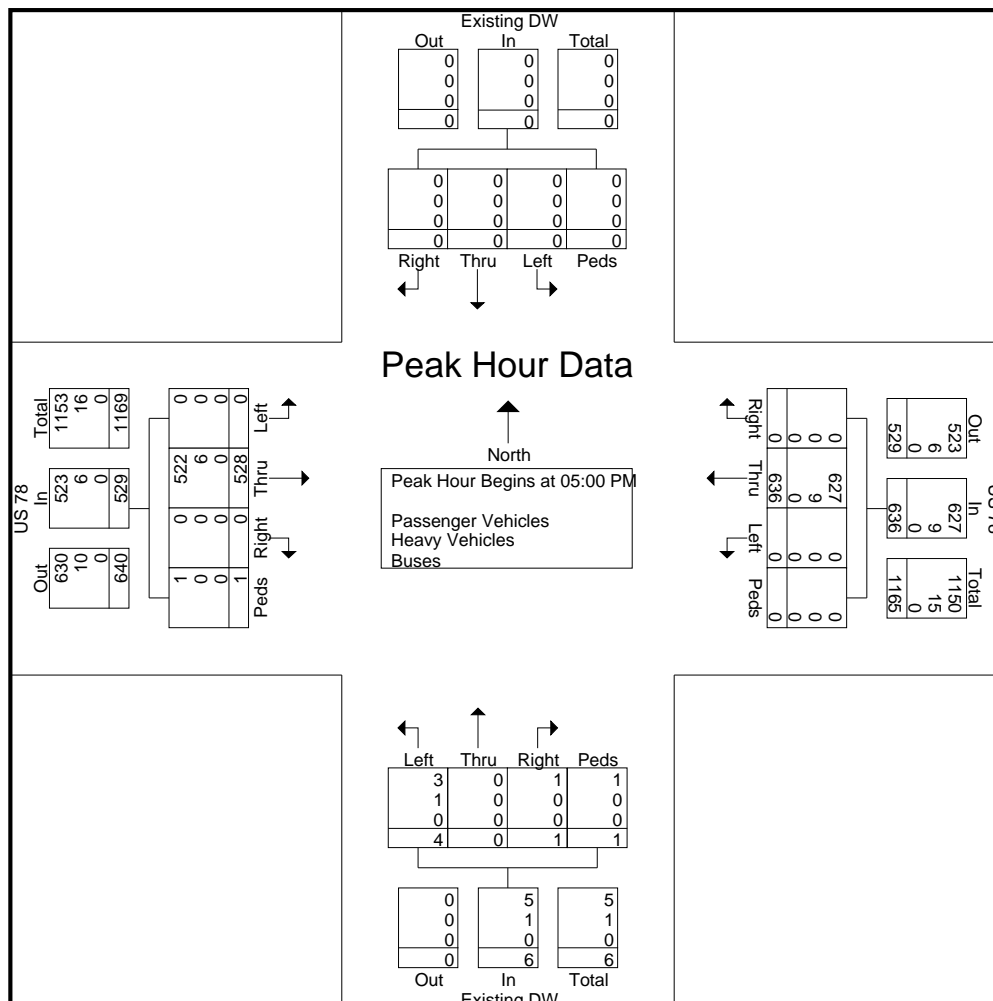 Existing DW
Out In Total
0 0 0
0 0 0
0 0 0
0 0 0
0 0 0 0
0 0 0 0
0 0 0 0
0 0 0 0
Right Thru Left Peds
Peak Hour Data
North
Peak Hour Begins at 05:00 PM
Passenger Vehicles
Heavy Vehicles
Buses
US 78
Total In Out
1153 523 630
16 6 10
0 0 0
1169 529 640
Left Thru Right Peds
0 522 0 1
0 6 0 0
0 0 0 0
0 528 0 1
Right Thru Left Peds
0 627 0 0
0 9 0 0
0 0 0 0
0 636 0 0
Out In Total
523 627 1150
6 9 15
0 0 0
529 636 1165
Left Thru Right Peds
3 0 1 1
1 0 0 0
0 0 0 0
4 0 1 1
0 5 5
0 1 1
0 0 0
0 6 6
Out In Total
Existing DW